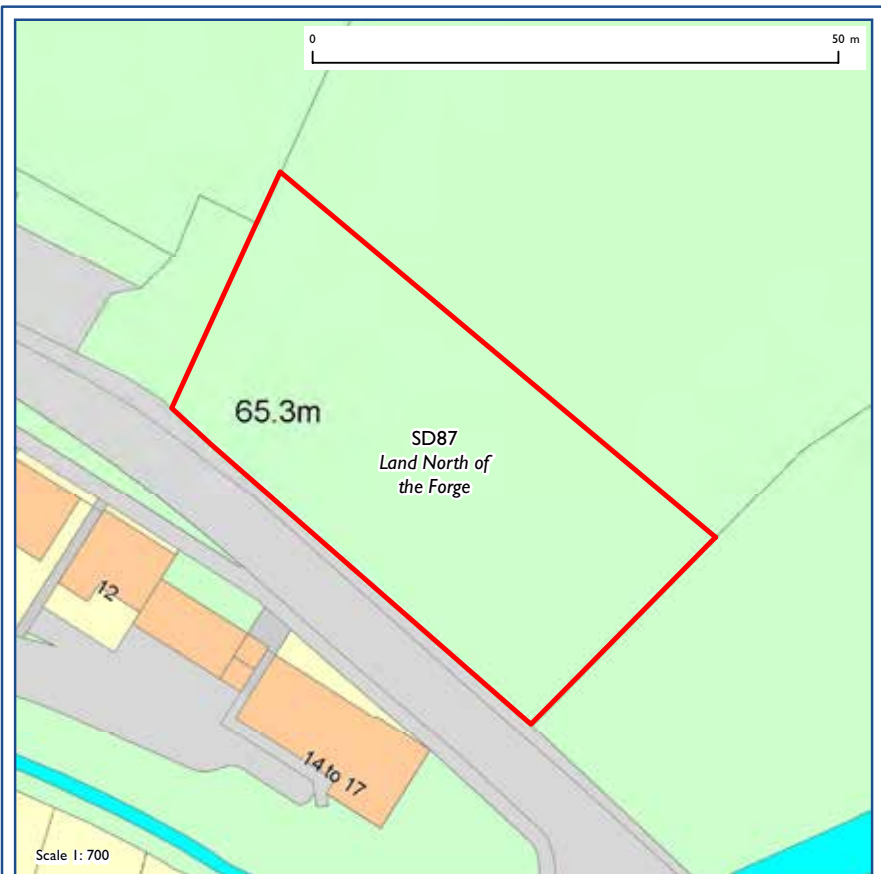 0
50 m
65.3m
SD87
Land North of
the Forge
12
14 to 17
Scale 1: 700